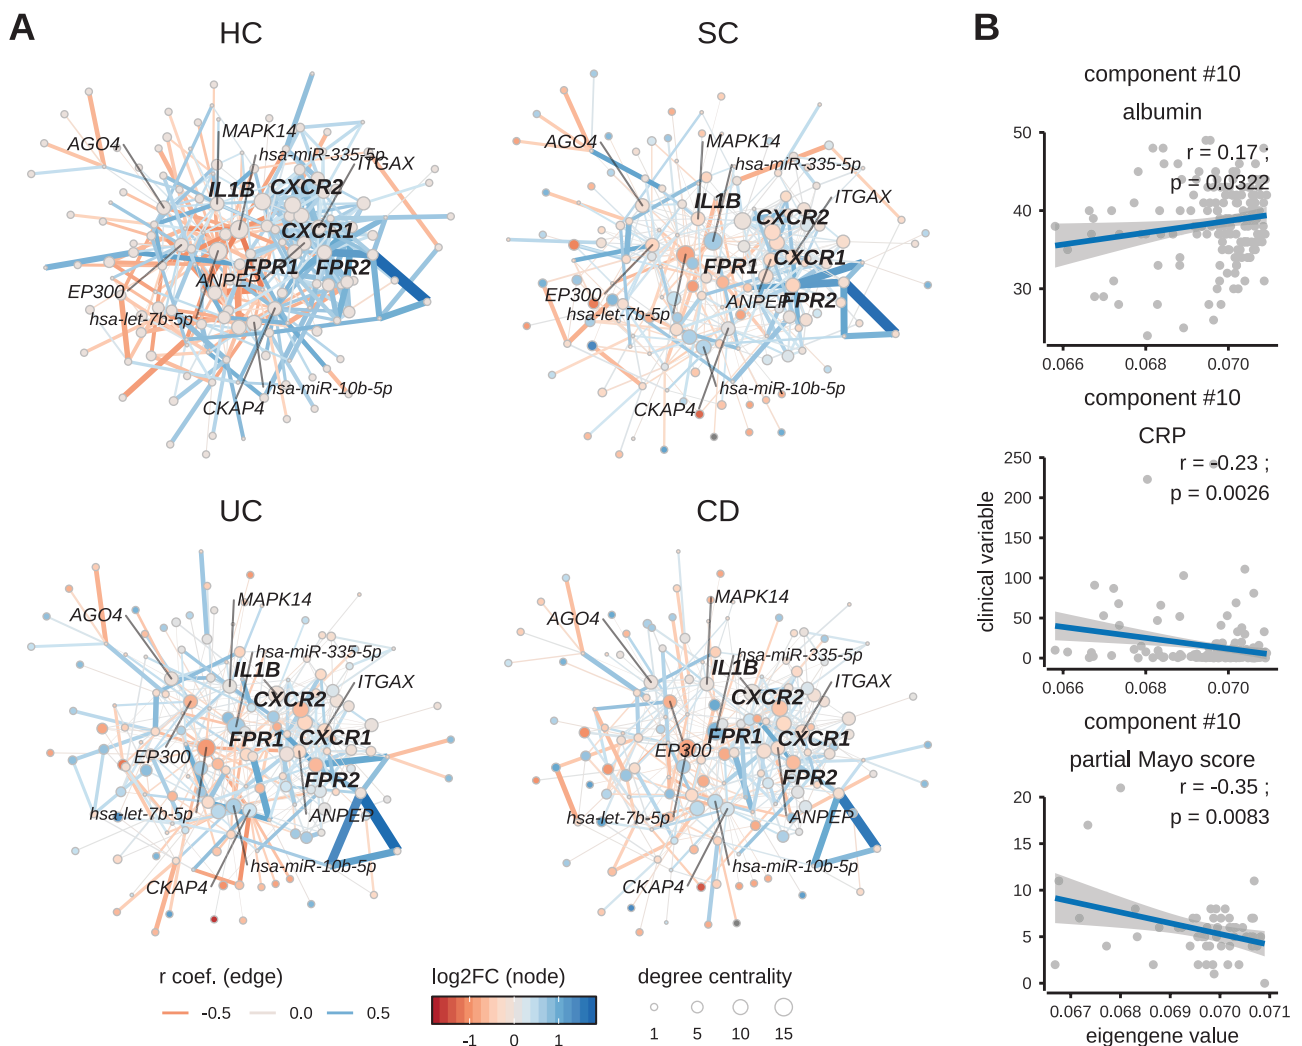 A
B
HC
SC
AGO4
MAPK14
hsa-miR-335-5p
ITGAX
IL1B
CXCR2
CXCR1
FPR1
FPR2
ANPEP
EP300
hsa-let-7b-5p
hsa-miR-10b-5p
CKAP4
AGO4
MAPK14
hsa-miR-335-5p
ITGAX
IL1B
CXCR2
CXCR1
FPR1
ANPEP
FPR2
EP300
hsa-let-7b-5p
hsa-miR-10b-5p
CKAP4
UC
CD
MAPK14
AGO4
hsa-miR-335-5p
IL1B
ITGAX
CXCR2
FPR1
CXCR1
EP300
FPR2
hsa-let-7b-5p
ANPEP
hsa-miR-10b-5p
CKAP4
MAPK14
AGO4
hsa-miR-335-5p
IL1B
ITGAX
CXCR2
FPR1
CXCR1
EP300
FPR2
hsa-let-7b-5p
ANPEP
hsa-miR-10b-5p
CKAP4
r coef. (edge)
-0.5
0.0
0.5
log2FC (node)
-1
0
1
degree centrality
1
5
10
15
component #10
albumin
r = 0.17 ;
p = 0.0322
50
40
30
0.066
0.068
0.070
component #10
CRP
r = -0.23 ;
p = 0.0026
250
200
150
100
50
0
0.066
0.068
0.070
clinical variable
component #10
partial Mayo score
r = -0.35 ;
p = 0.0083
20
15
10
5
0
0.067
0.068
0.069
0.070
0.071
eigengene value